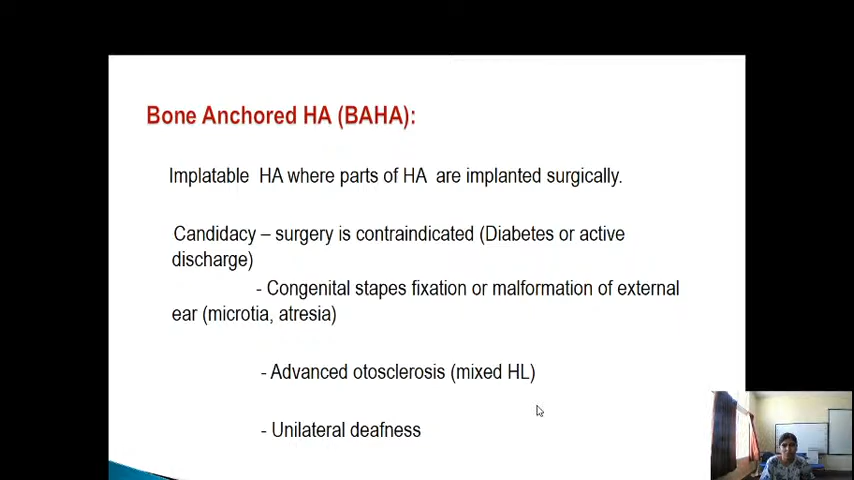 Bone Anchored HA (BAHA):
Implatable HA where parts of HA are implanted surgically.
Candidacy – surgery is contraindicated (Diabetes or active
discharge)
- Congenital stapes fixation or malformation of external
ear (microtia, atresia)
- Advanced otosclerosis (mixed HL)
- Unilateral deafness